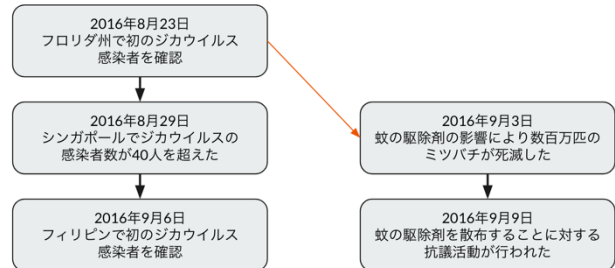 2016年8月23日
フロリダ州で初のジカウイルス
感染者を確認
2016年8月29日
シンガポールでジカウイルスの
感染者数が40人を超えた
2016年9月6日
フィリピンで初のジカウイルス
感染者を確認
2016年9月3日
蚊の駆除剤の影響により数百万匹の
ミツバチが死滅した
2016年9月9日
蚊の駆除剤を散布することに対する
抗議活動が行われた